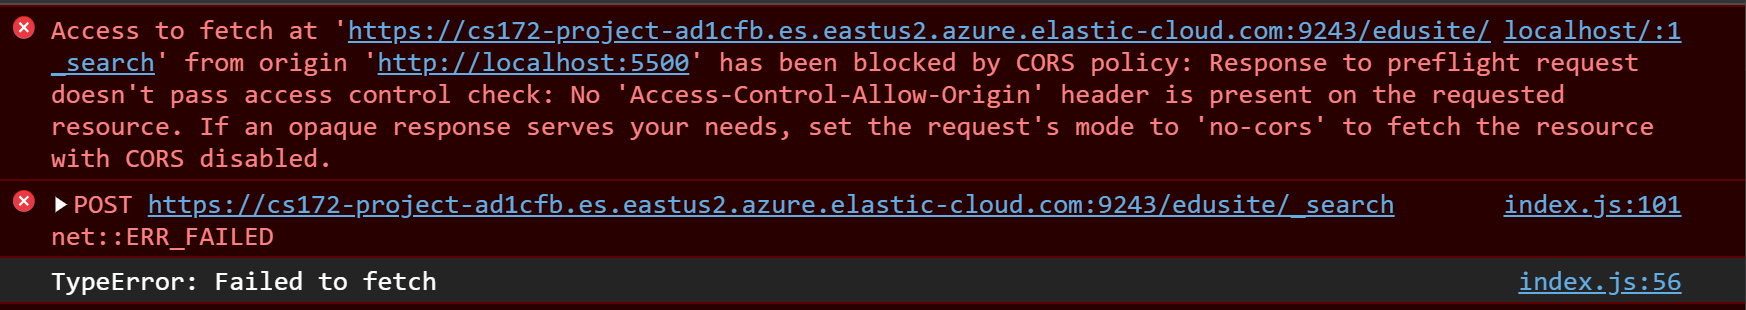 Access to fetch at 'https://cs172-project-ad1cfb.es.eastus2.azure.elastic-cloud.com:9243/edusite/ localhost/:1
_search' from origin 'http://localhost:5500' has been blocked by CORS policy: Response to preflight request
doesn't pass access control check: No 'Access-Control-Allow-Origin' header is present on the requested
resource. If an opaque response serves your needs, set the request's mode to 'no-cors' to fetch the resource
with CORS disabled.
POST https://cs172-project-ad1cfb.es.eastus2.azure.elastic-cloud.com:9243/edusite/_search index.js:101
net::ERR_FAILED
TypeError: Failed to fetch index.js:56